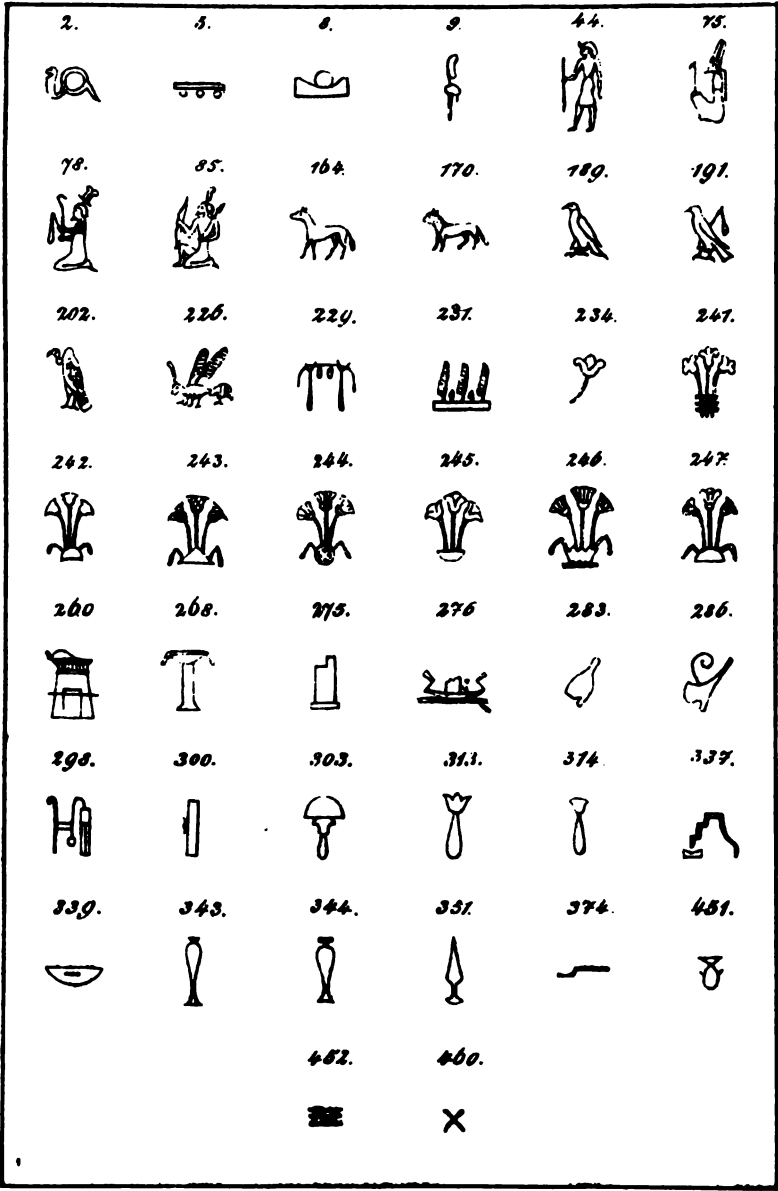 2. 5. 8. 9. 44. 75.
78. 85. 164. 170. 189. 191.
202. 226. 229. 231. 234. 241.
242. 243. 244. 245. 246. 247.
260 268. 275. 276 283. 286.
298. 300. 303. 313. 314. 337.
339. 343. 344. 351. 374. 451.
452. 460.